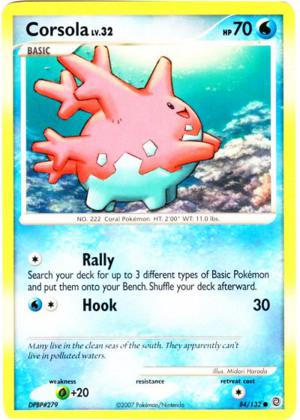 Corsola LV.32 HP 70
BASIC
NO. 222 Coral Pokémon HT: 2'00" WT: 11.0 lbs.
Rally
Search your deck for up to 3 different types of Basic Pokémon
and put them onto your Bench. Shuffle your deck afterward.
Hook 30
Illus. Midori Harada
Many live in the clean seas of the south. They apparently can't
live in polluted waters.
DPBP#279
weakness resistance retreat cost
+20
©2007 Pokémon/Nintendo
84/132